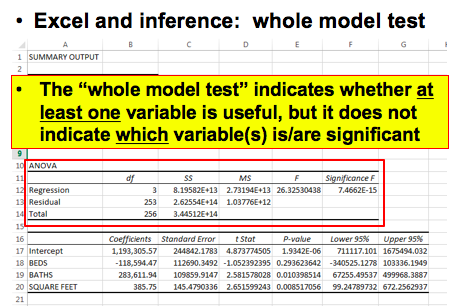 • Excel and inference: whole model test
A B C D E F G
1 SUMMARY OUTPUT
2
• The “whole model test” indicates whether at
least one variable is useful, but it does not
indicate which variable(s) is/are significant
9
10 ANOVA
11 df SS MS F Significance F
12 Regression 3 8.19582E+13 2.73194E+13 26.32530438 7.4662E-15
13 Residual 253 2.62554E+14 1.03776E+12
14 Total 256 3.44512E+14
15
16 Coefficients Standard Error t Stat P-value Lower 95% Upper 95%
17 Intercept 1,193,305.57 244842.1783 4.873774505 1.9342E-06 711117.101 1675494.032
18 BEDS -118,594.47 112690.3492 -1.052392395 0.293623642 -340525.1278 103336.1949
19 BATHS 283,611.94 109859.9147 2.581578028 0.010398514 67255.49537 499968.3887
20 SQUARE FEET 385.75 145.4790336 2.651599243 0.008517056 99.24789732 672.2562937
21